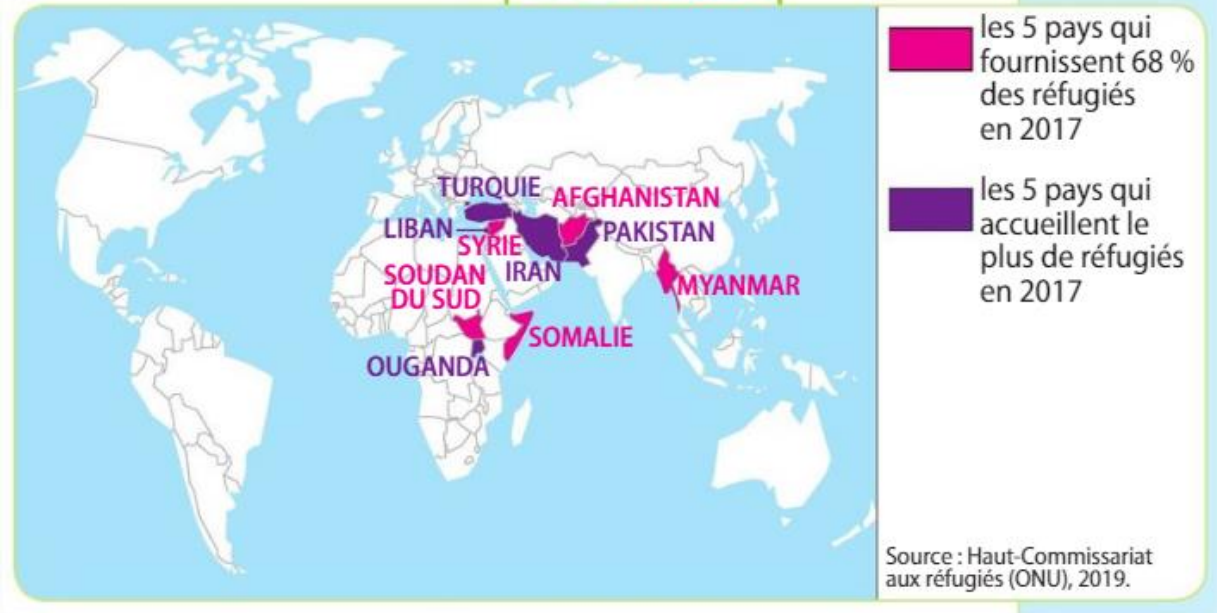 TURQUIE
AFGHANISTAN
LIBAN
PAKISTAN
SYRIE
IRAN
SOUDAN
DU SUD
MYANMAR
SOMALIE
OUGANDA
les 5 pays qui
fournissent 68 %
des réfugiés
en 2017
les 5 pays qui
accueillent le
plus de réfugiés
en 2017
Source : Haut-Commissariat
aux réfugiés (ONU), 2019.